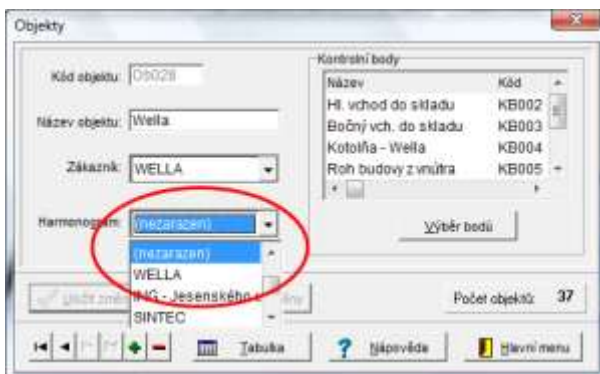 Objekty
Kód objektu:
Název objektu: Wella
Zákazník: WELLA
Harmonogram: (nezarazen)
(nezarazen)
WELLA
ING - Jesenského
SINTEC
Kontrolní body
Název Kód
Hl. vchod do skladu KB002
Bočný vch. do skladu KB003
Kotolňa - Wella KB004
Roh budovy z vnútra KB005
Výběr bodů
Uložit
Počet objektů: 37
Tabulka
Nápověda
Hlavní menu